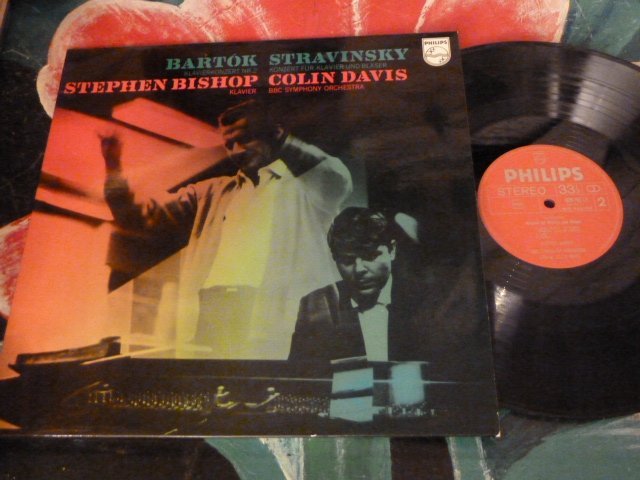 BARTÓK STRAVINSKY
KLAVIERKONZERT NR. KONZERT FÜR KLAVIER UND BLÄSER
STEPHEN BISHOP COLIN DAVIS
KLAVIER BBC SYMPHONY ORCHESTRA
PHILIPS
PHILIPS
STEREO 33⅓
2